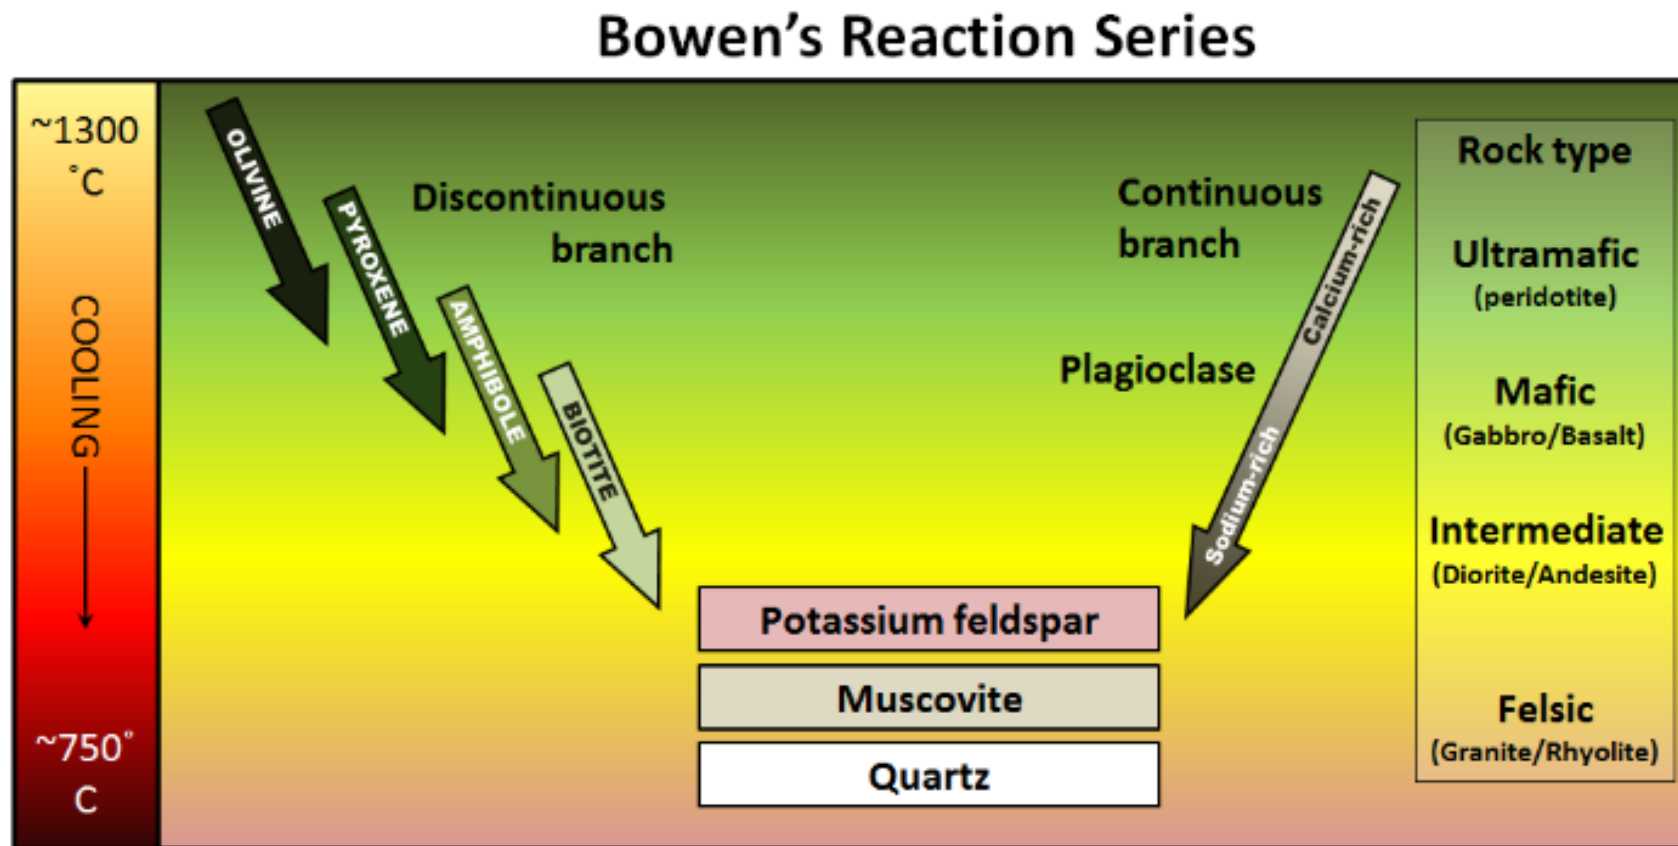 Bowen’s Reaction Series
~1300
˚C
COOLING
~750˚
C
OLIVINE
PYROXENE
AMPHIBOLE
BIOTITE
Discontinuous
branch
Continuous
branch
Plagioclase
Calcium-rich
Sodium-rich
Potassium feldspar
Muscovite
Quartz
Rock type
Ultramafic
(peridotite)
Mafic
(Gabbro/Basalt)
Intermediate
(Diorite/Andesite)
Felsic
(Granite/Rhyolite)